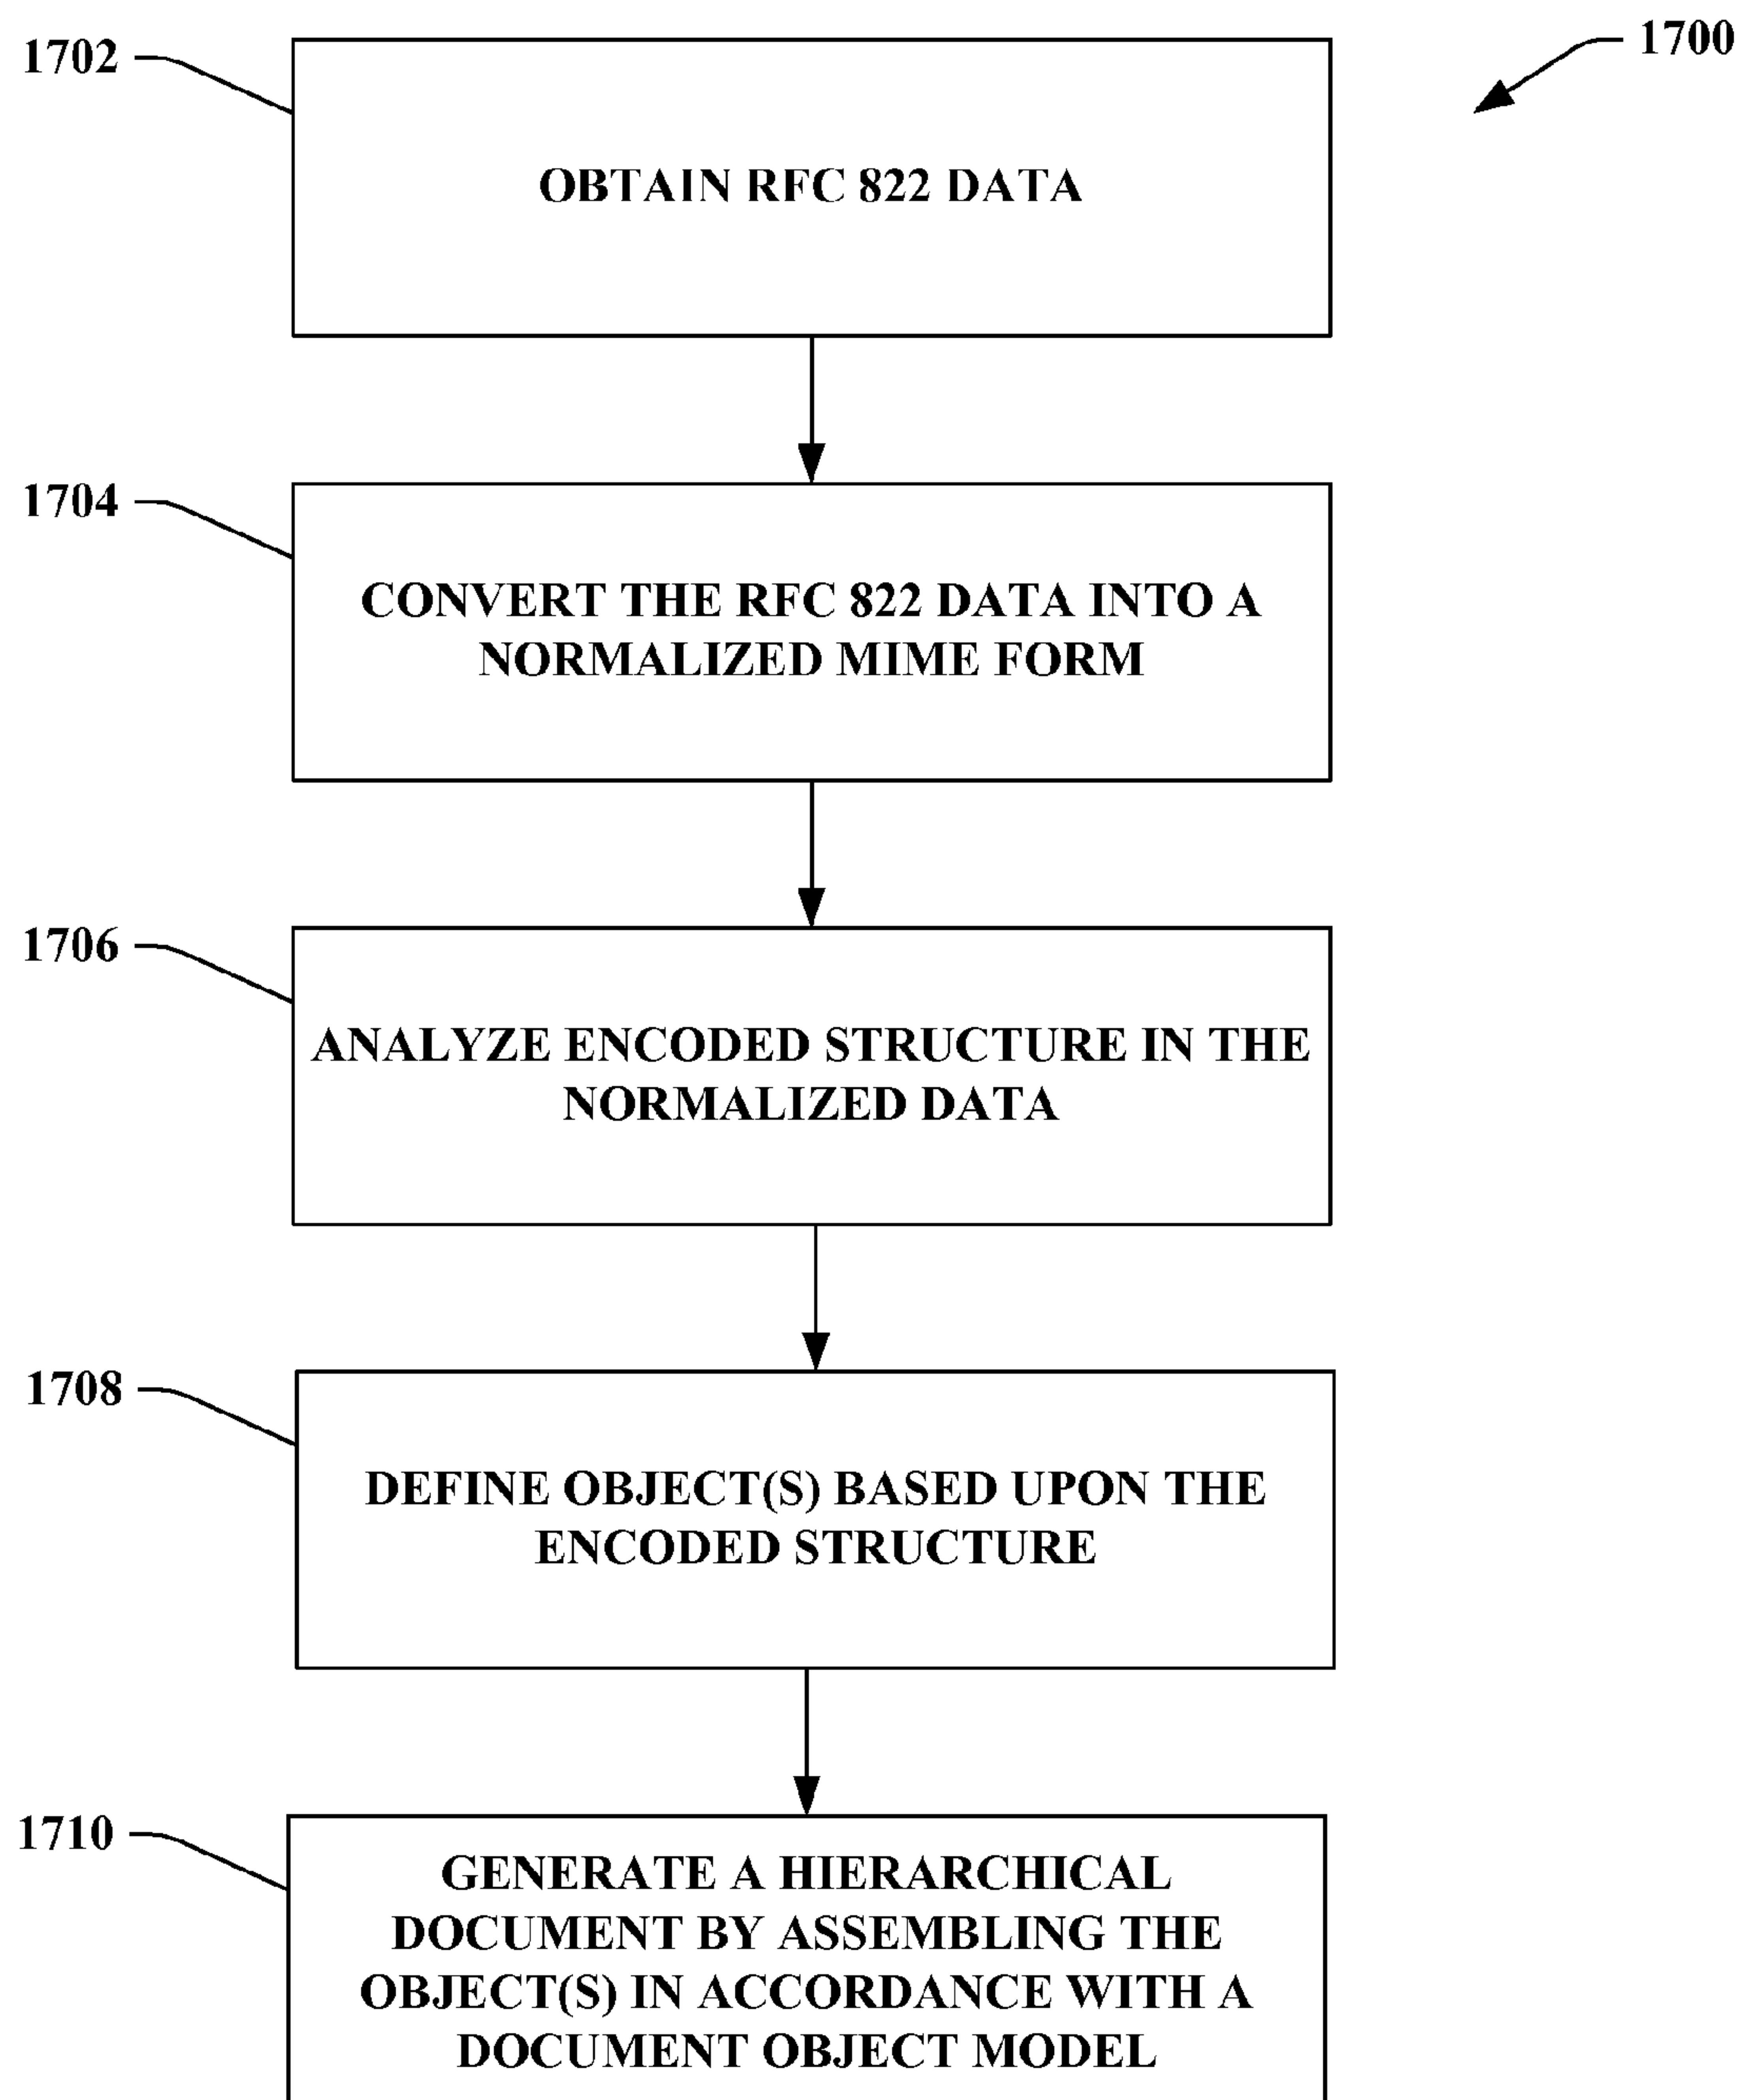 1700
1702
OBTAIN RFC 822 DATA
1704
CONVERT THE RFC 822 DATA INTO A
NORMALIZED MIME FORM
1706
ANALYZE ENCODED STRUCTURE IN THE
NORMALIZED DATA
1708
DEFINE OBJECT(S) BASED UPON THE
ENCODED STRUCTURE
1710
GENERATE A HIERARCHICAL
DOCUMENT BY ASSEMBLING THE
OBJECT(S) IN ACCORDANCE WITH A
DOCUMENT OBJECT MODEL